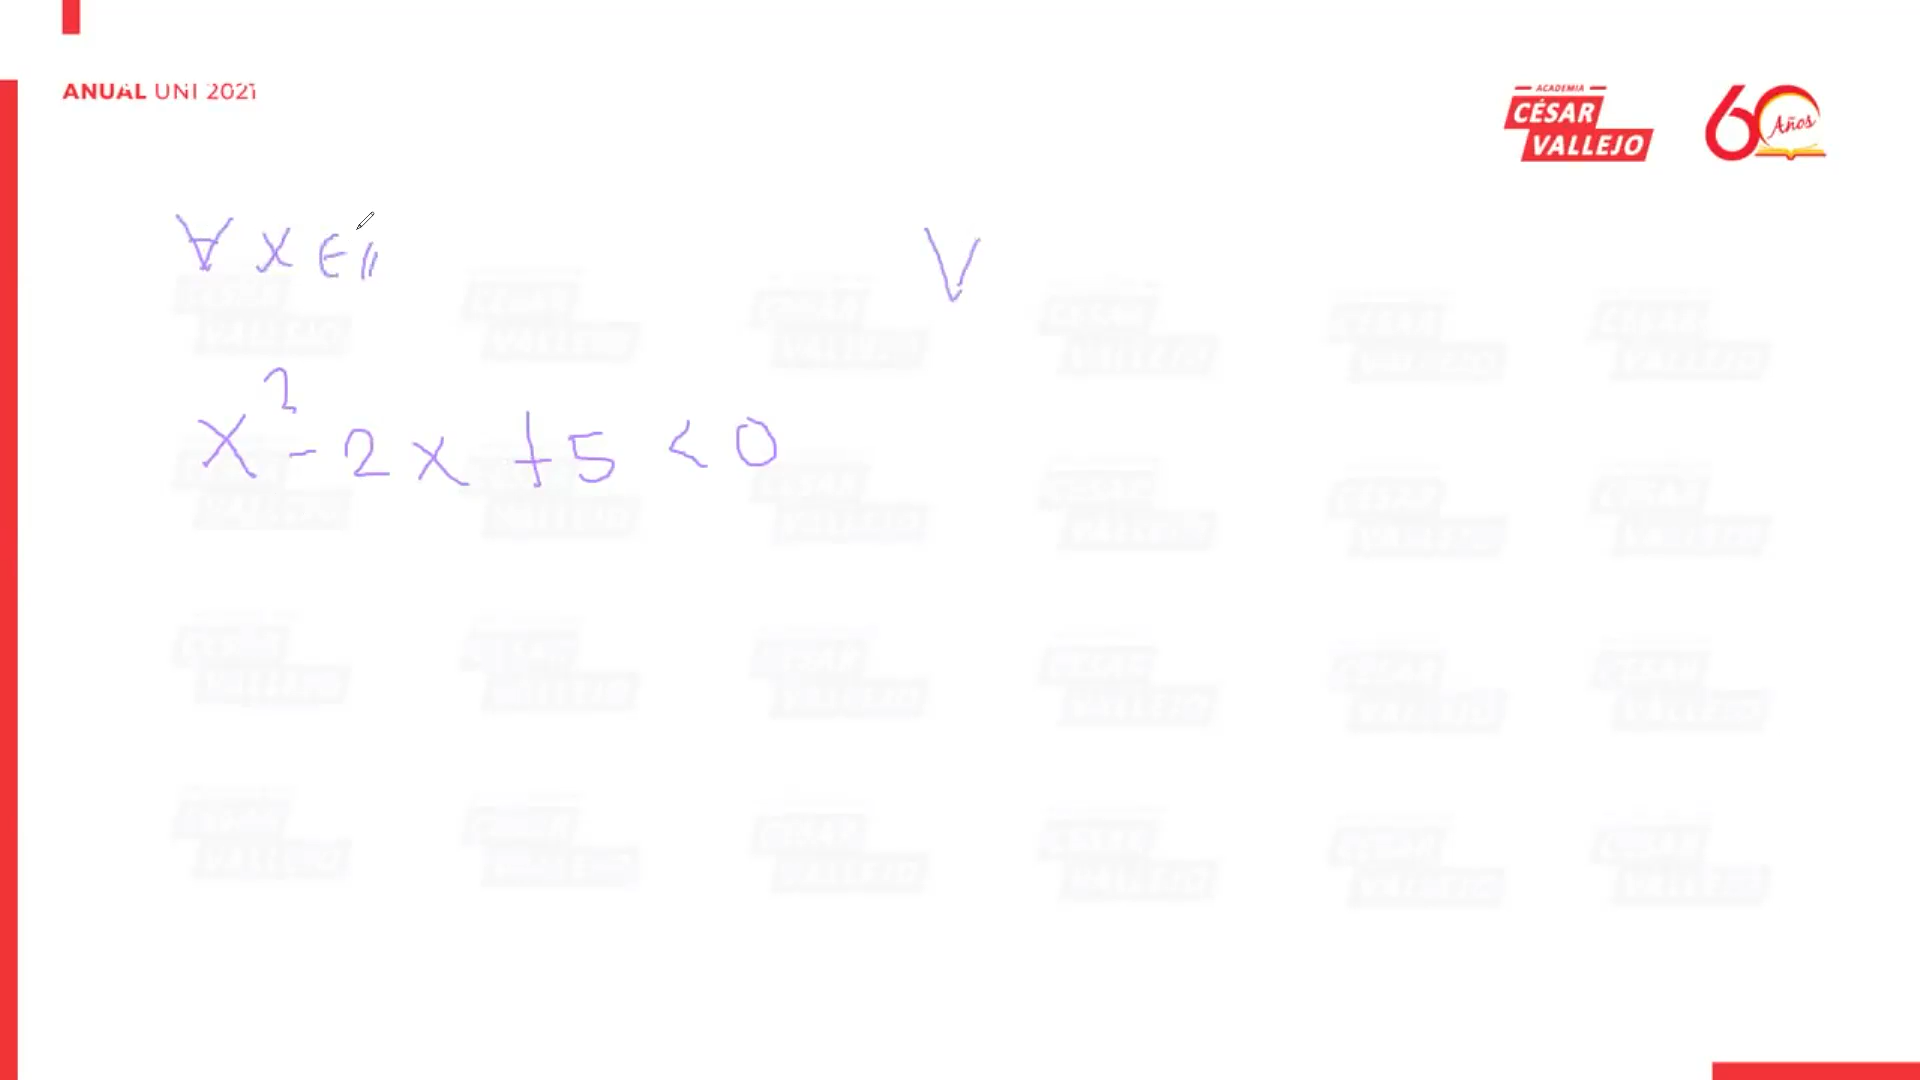 ANUAL UNI 2021
ACADEMIA
CÉSAR
VALLEJO
60 Años
∀ x ∈
V
x² - 2x + 5 < 0